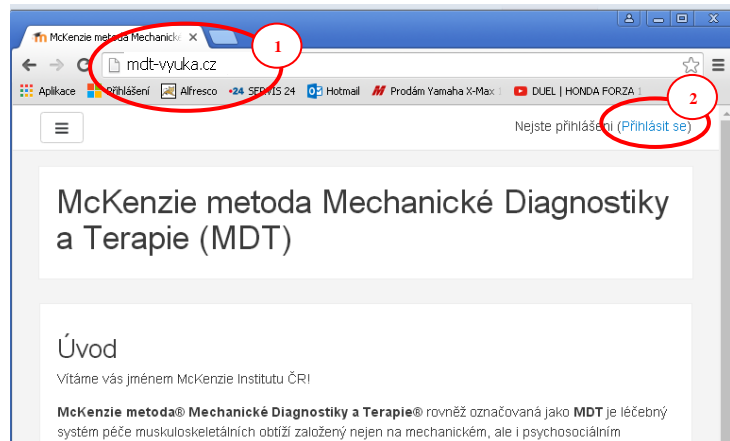 McKenzie metoda Mechanick
1
mdt-vyuka.cz
Aplikace Přihlášení Alfresco 24 SERVIS 24 Hotmail Prodám Yamaha X-Max DUEL | HONDA FORZA
2
Nejste přihlášeni (Přihlásit se)
McKenzie metoda Mechanické Diagnostiky
a Terapie (MDT)
Úvod
Vítáme vás jménem McKenzie Institutu ČR!
McKenzie metoda® Mechanické Diagnostiky a Terapie® rovněž označovaná jako MDT je léčebný
systém péče muskuloskeletálních obtíží založený nejen na mechanickém, ale i psychosociálním